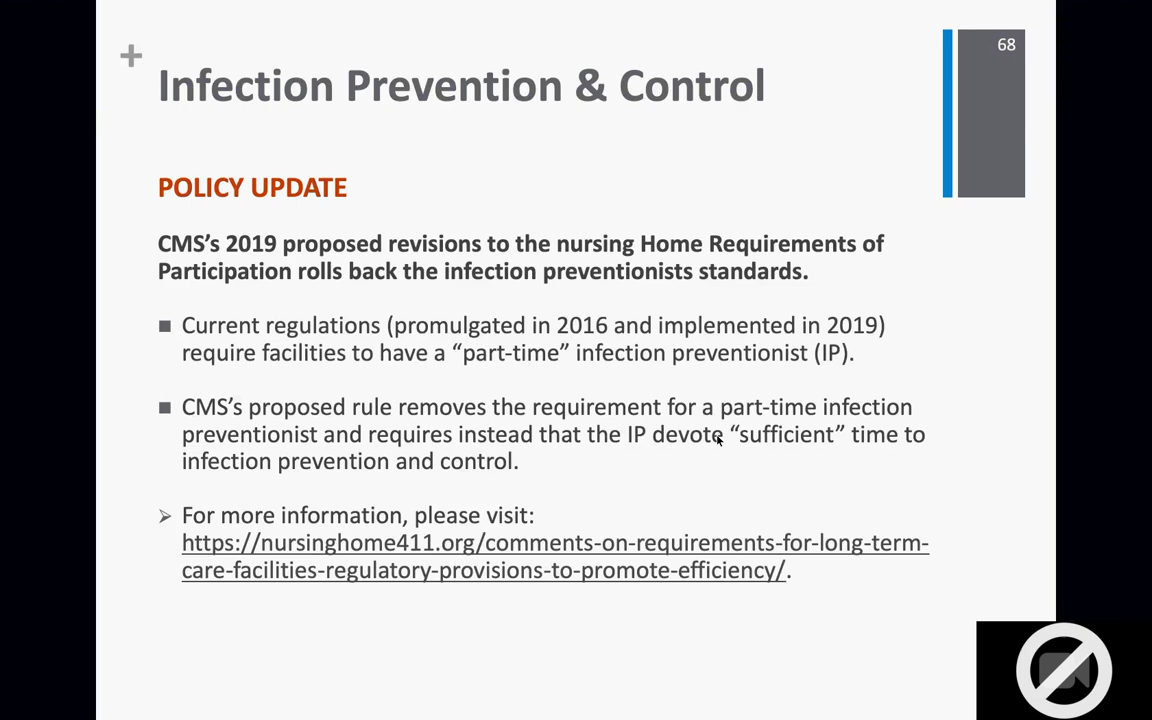 68
+
Infection Prevention & Control
POLICY UPDATE
CMS’s 2019 proposed revisions to the nursing Home Requirements of
Participation rolls back the infection preventionists standards.
■ Current regulations (promulgated in 2016 and implemented in 2019)
require facilities to have a “part-time” infection preventionist (IP).
■ CMS’s proposed rule removes the requirement for a part-time infection
preventionist and requires instead that the IP devote “sufficient” time to
infection prevention and control.
➢ For more information, please visit:
https://nursinghome411.org/comments-on-requirements-for-long-term-
care-facilities-regulatory-provisions-to-promote-efficiency/.